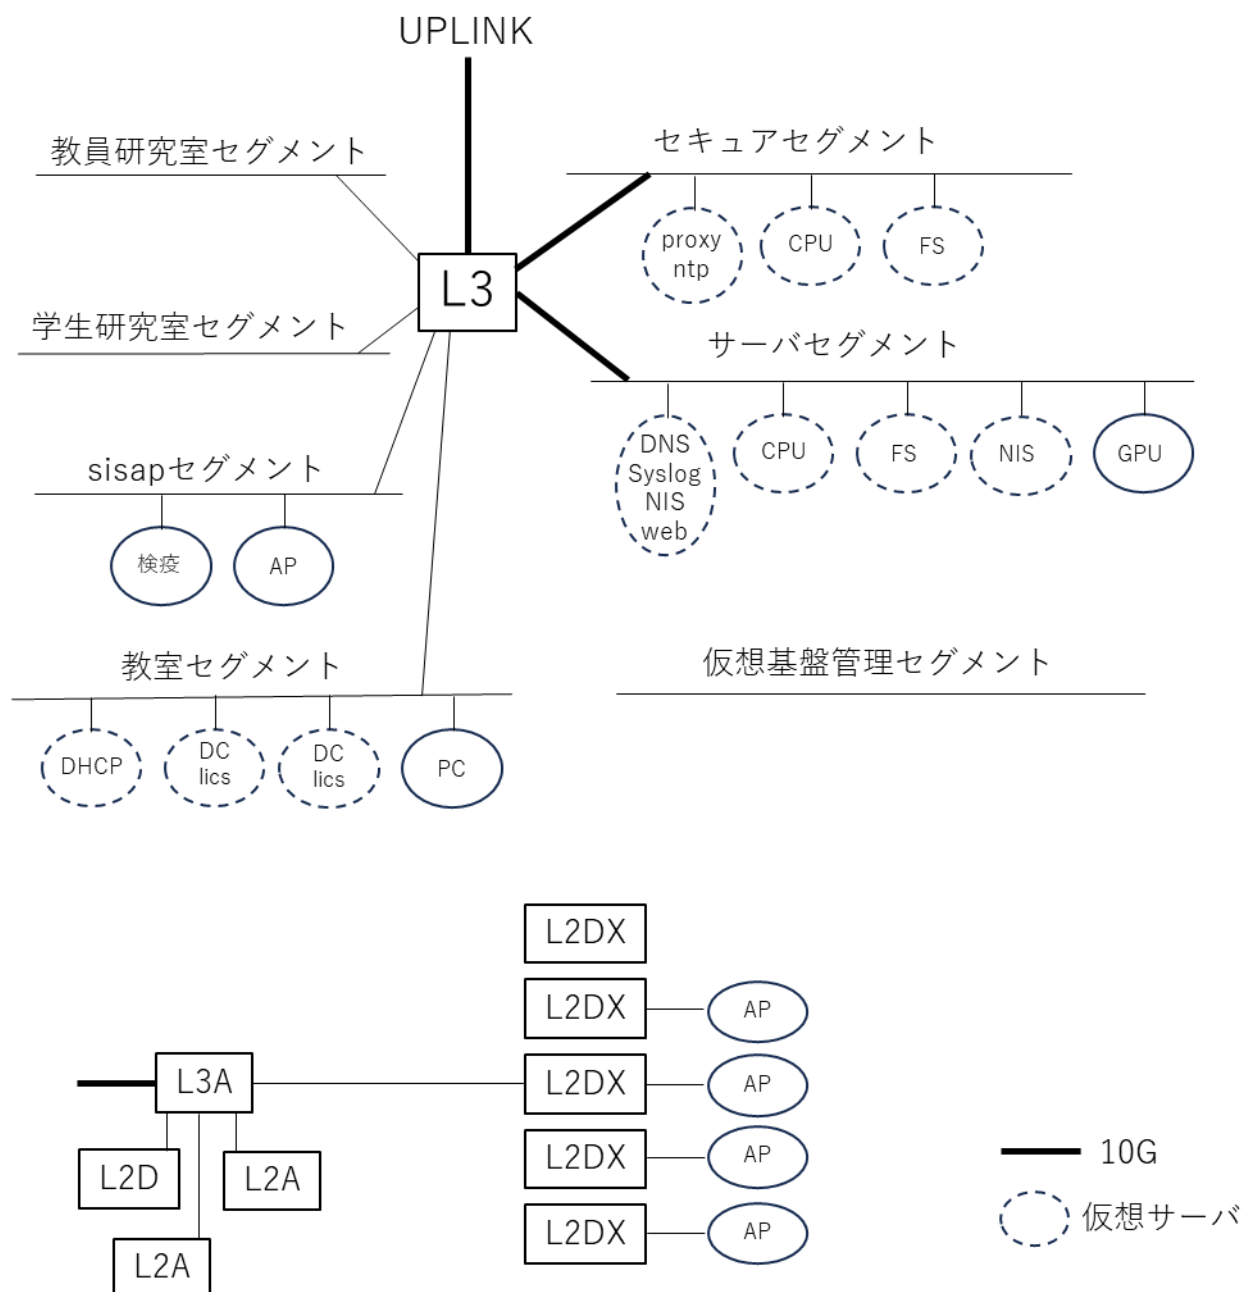 UPLINK
教員研究室セグメント
セキュアセグメント
proxy
ntp
CPU
FS
L3
学生研究室セグメント
サーバセグメント
DNS
Syslog
NIS
web
CPU
FS
NIS
GPU
sisapセグメント
検疫
AP
教室セグメント
仮想基盤管理セグメント
DHCP
DC
lics
DC
lics
PC
L2DX
L2DX
AP
L3A
L2DX
AP
L2D
L2A
L2DX
AP
10G
L2A
L2DX
AP
仮想サーバ